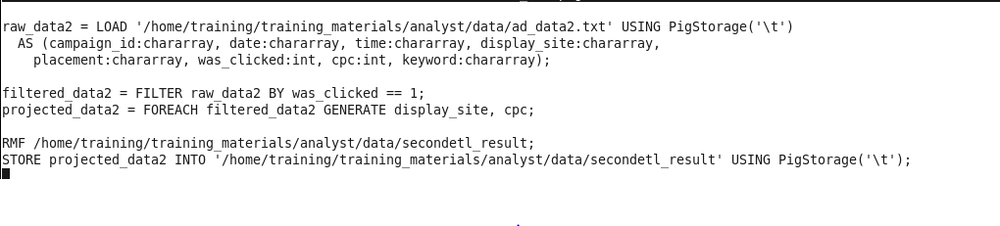 raw_data2 = LOAD '/home/training/training_materials/analyst/data/ad_data2.txt' USING PigStorage('\t')
AS (campaign_id:chararray, date:chararray, time:chararray, display_site:chararray,
placement:chararray, was_clicked:int, cpc:int, keyword:chararray);
filtered_data2 = FILTER raw_data2 BY was_clicked == 1;
projected_data2 = FOREACH filtered_data2 GENERATE display_site, cpc;
RMF /home/training/training_materials/analyst/data/secondetl_result;
STORE projected_data2 INTO '/home/training/training_materials/analyst/data/secondetl_result' USING PigStorage('\t');